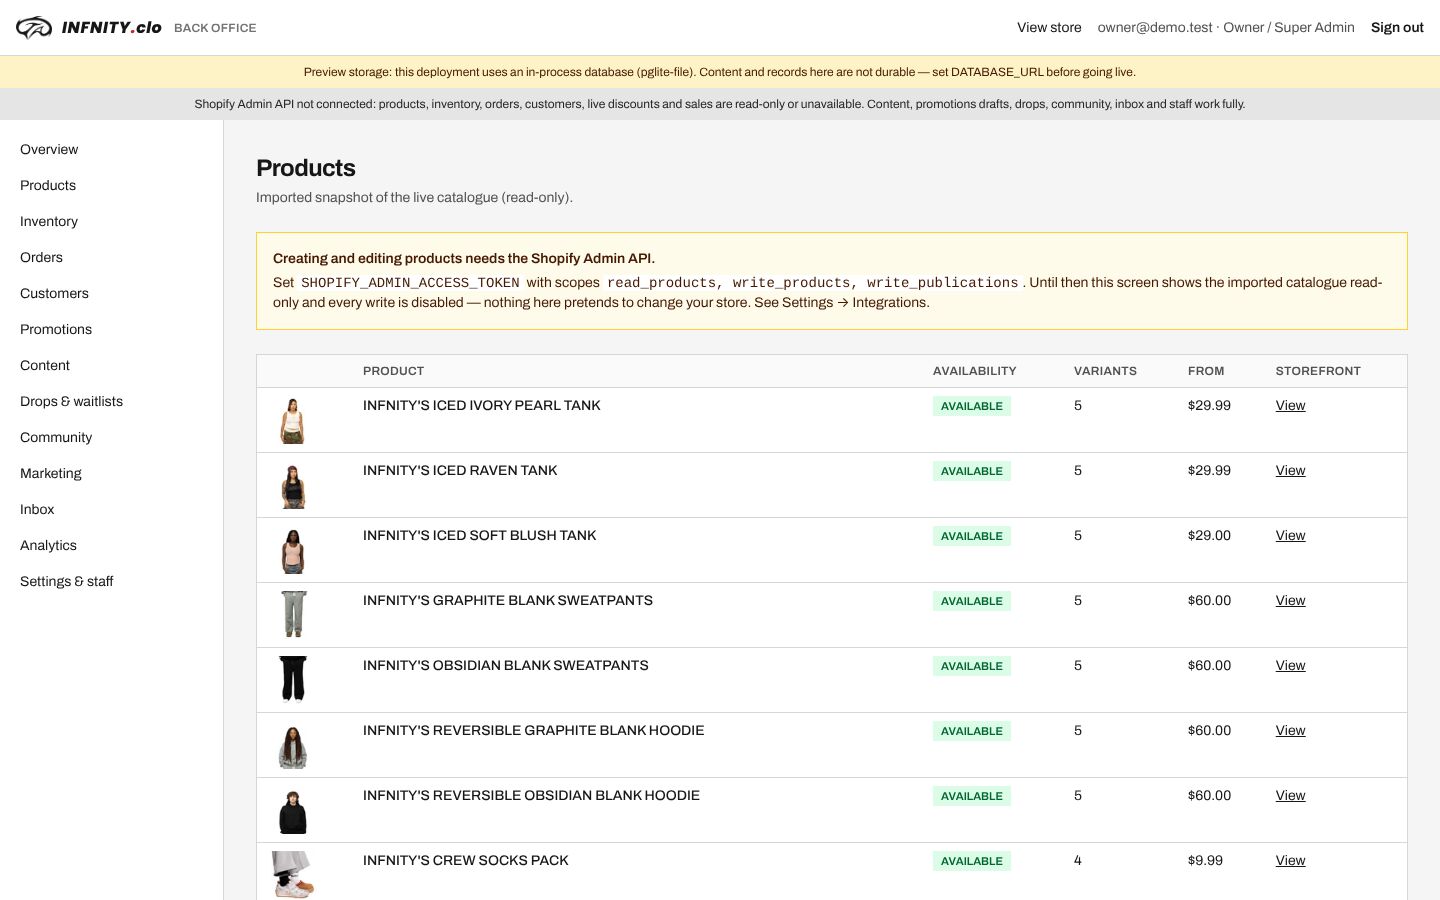 INFNITY.clo BACK OFFICE
View store owner@demo.test · Owner / Super Admin Sign out
Preview storage: this deployment uses an in-process database (pglite-file). Content and records here are not durable — set DATABASE_URL before going live.
Shopify Admin API not connected: products, inventory, orders, customers, live discounts and sales are read-only or unavailable. Content, promotions drafts, drops, community, inbox and staff work fully.
Overview
Products
Inventory
Orders
Customers
Promotions
Content
Drops & waitlists
Community
Marketing
Inbox
Analytics
Settings & staff
Products
Imported snapshot of the live catalogue (read-only).
Creating and editing products needs the Shopify Admin API.
Set SHOPIFY_ADMIN_ACCESS_TOKEN with scopes read_products, write_products, write_publications. Until then this screen shows the imported catalogue read-
only and every write is disabled — nothing here pretends to change your store. See Settings → Integrations.
PRODUCT AVAILABILITY VARIANTS FROM STOREFRONT
INFNITY'S ICED IVORY PEARL TANK AVAILABLE 5 $29.99 View
INFNITY'S ICED RAVEN TANK AVAILABLE 5 $29.99 View
INFNITY'S ICED SOFT BLUSH TANK AVAILABLE 5 $29.00 View
INFNITY'S GRAPHITE BLANK SWEATPANTS AVAILABLE 5 $60.00 View
INFNITY'S OBSIDIAN BLANK SWEATPANTS AVAILABLE 5 $60.00 View
INFNITY'S REVERSIBLE GRAPHITE BLANK HOODIE AVAILABLE 5 $60.00 View
INFNITY'S REVERSIBLE OBSIDIAN BLANK HOODIE AVAILABLE 5 $60.00 View
INFNITY'S CREW SOCKS PACK AVAILABLE 4 $9.99 View